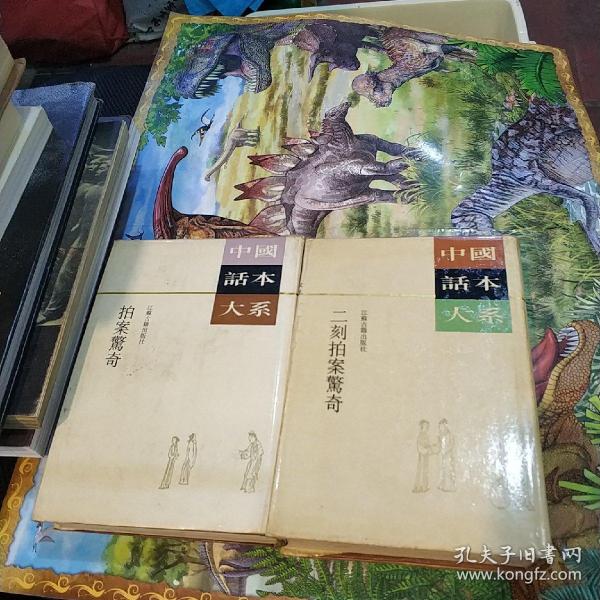 中國
話本
大系
江蘇古籍出版社
拍案驚奇
中國
話本
大系
江蘇古籍出版社
二刻拍案驚奇
孔夫子旧书网
www.kongfz.com